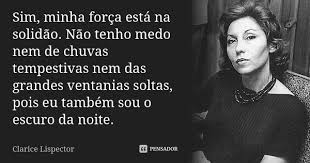 Sim, minha força está na
solidão. Não tenho medo
nem de chuvas
tempestivas nem das
grandes ventanias soltas,
pois eu também sou o
escuro da noite.
Clarice Lispector
PENSADOR